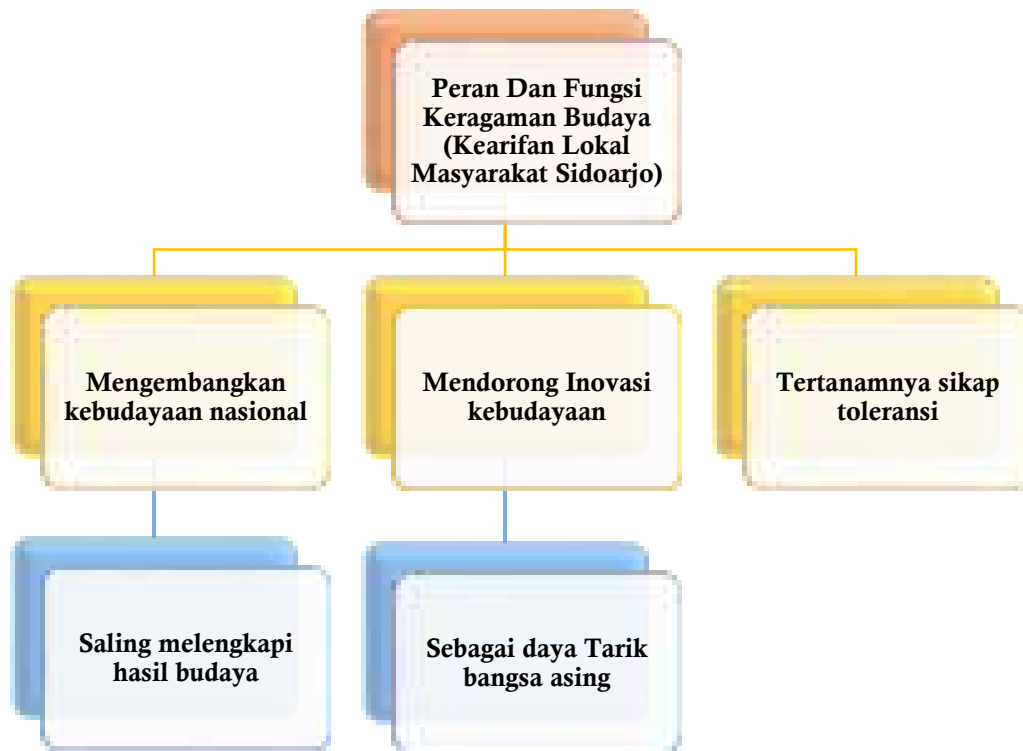 Peran Dan Fungsi
Keragaman Budaya
(Kearifan Lokal
Masyarakat Sidoarjo)
Mengembangkan
kebudayaan nasional
Mendorong Inovasi
kebudayaan
Tertanamnya sikap
toleransi
Saling melengkapi
hasil budaya
Sebagai daya Tarik
bangsa asing